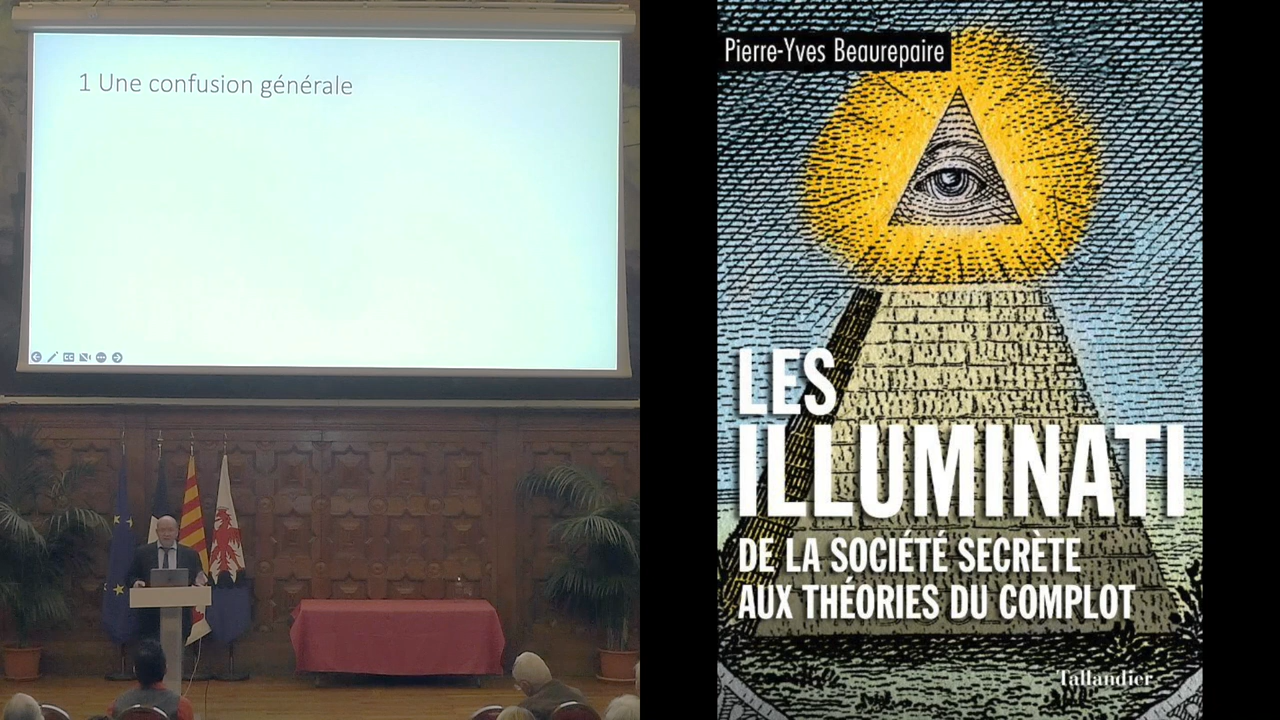 1 Une confusion générale
Pierre-Yves Beaurepaire
LES
ILLUMINATI
DE LA SOCIÉTÉ SECRÈTE
AUX THÉORIES DU COMPLOT
Tallandier